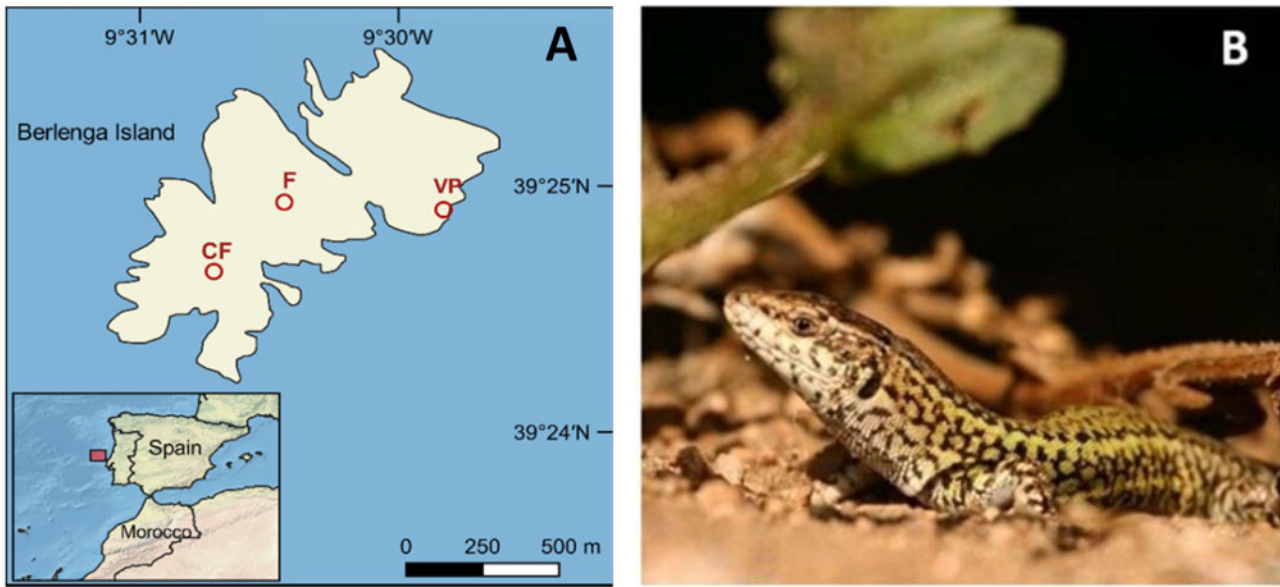 9°31'W
9°30'W
A
B
Berlenga Island
F
39°25'N
VP
CF
39°24'N
Spain
Morocco
0 250 500 m